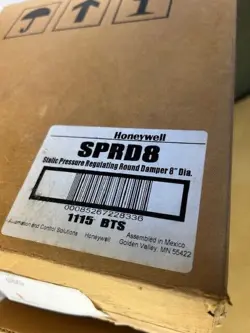 Honeywell
SPRD8
Static Pressure Regulating Round Damper 8" Dia.
00085267228336
1115 BTS
Automation and Control Solutions Honeywell Assembled in Mexico
Golden Valley, MN 55422